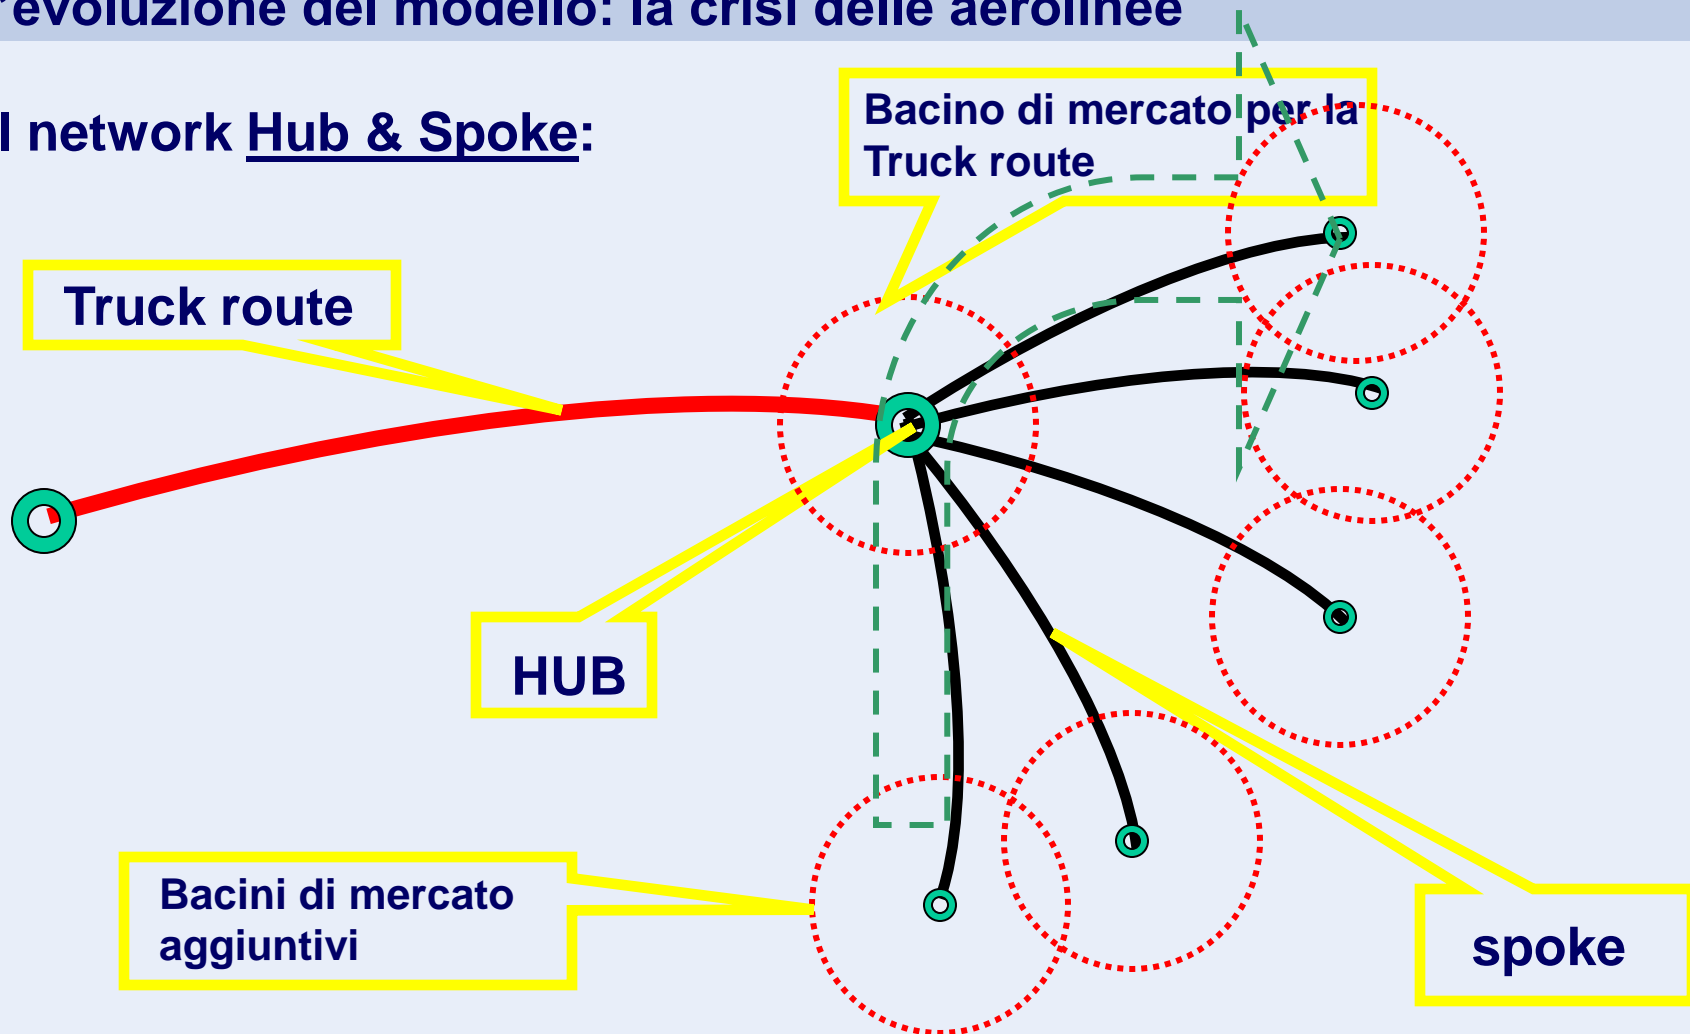 'evoluzione del modello: la crisi delle aerolinee
l network Hub & Spoke:
Bacino di mercato per la
Truck route
Truck route
HUB
Bacini di mercato
aggiuntivi
spoke